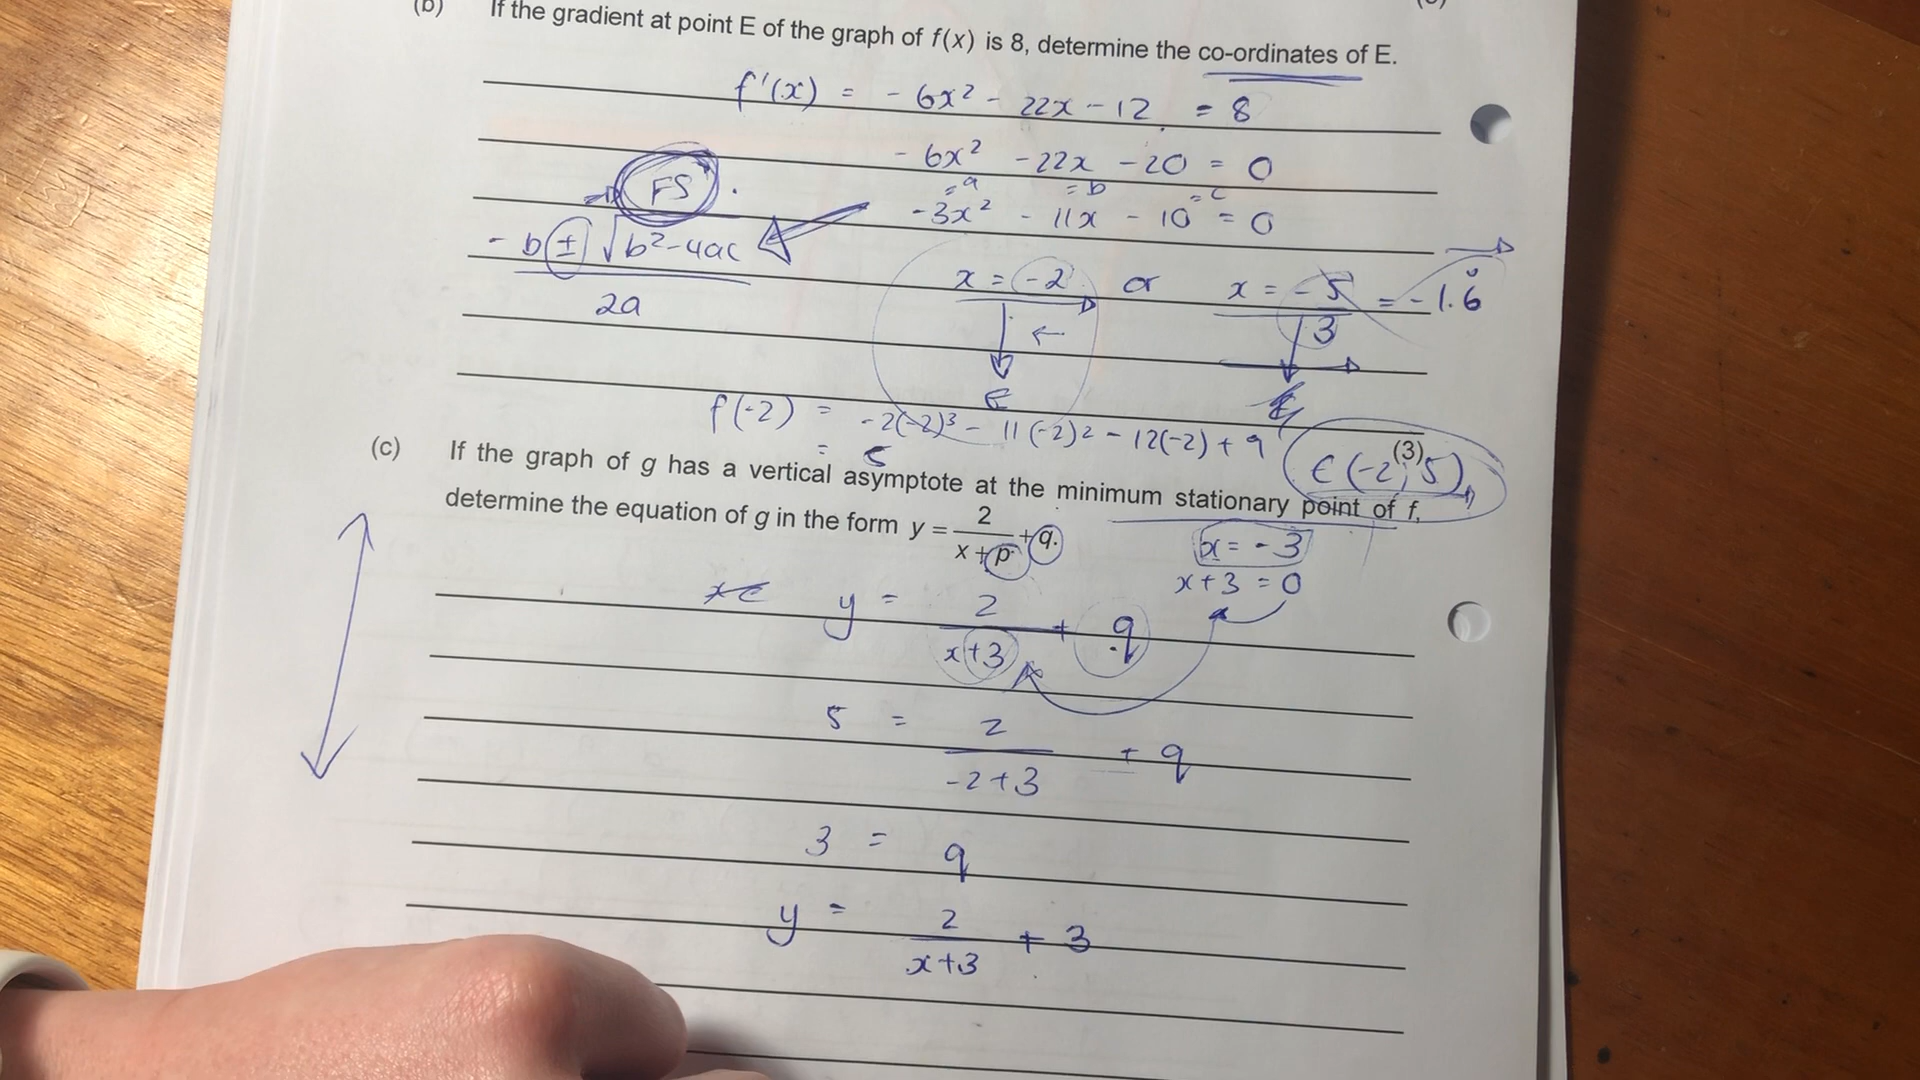 (b) If the gradient at point E of the graph of f(x) is 8, determine the co-ordinates of E.
f'(x) = - 6x² - 22x - 12 = 8
- 6x² - 22x - 20 = 0
FS
= a = b = c
-3x² - 11x - 10 = 0
- b ± √b²-4ac
2a
x = -2 or x = - 5/3 = - 1.6̇
E
f(-2) = -2(-2)³ - 11(-2)² - 12(-2) + 9
= 5
(3)
E(-2; 5)
(c) If the graph of g has a vertical asymptote at the minimum stationary point of f,
determine the equation of g in the form y = 2/(x + p) + q.
x = - 3
x+3 = 0
y = 2/(x+3) + q
5 = 2/(-2+3) + q
3 = q
y = 2/(x+3) + 3